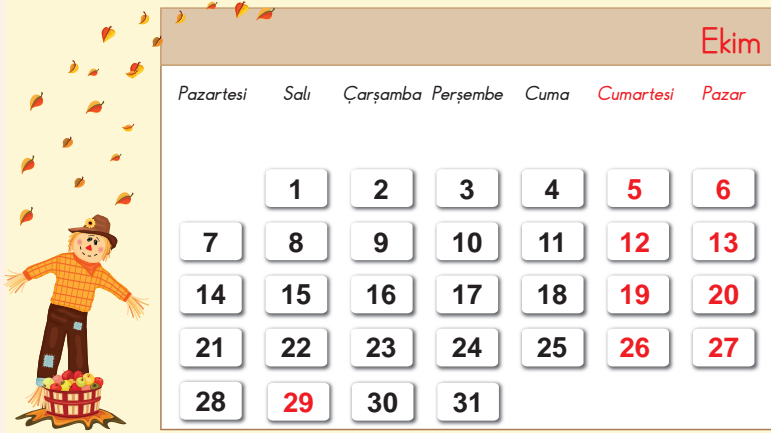 Ekim
Pazartesi Salı Çarşamba Perşembe Cuma Cumartesi Pazar
1 2 3 4 5 6
7 8 9 10 11 12 13
14 15 16 17 18 19 20
21 22 23 24 25 26 27
28 29 30 31